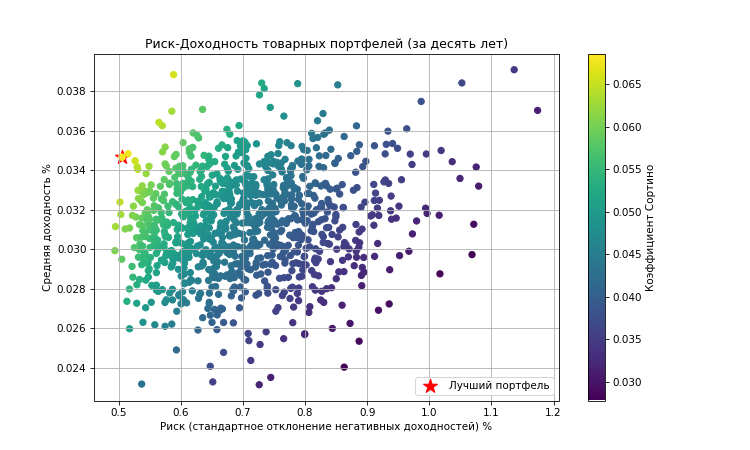 Риск-Доходность товарных портфелей (за десять лет)
Средняя доходность %
0.038
0.036
0.034
0.032
0.030
0.028
0.026
0.024
0.5 0.6 0.7 0.8 0.9 1.0 1.1 1.2
Риск (стандартное отклонение негативных доходностей) %
Лучший портфель
0.065
0.060
0.055
0.050
0.045
0.040
0.035
0.030
Коэффициент Сортино